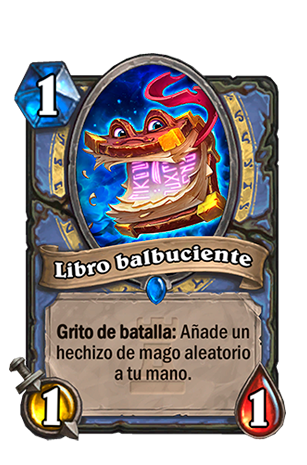 1
Libro balbuciente
Grito de batalla: Añade un
hechizo de mago aleatorio
a tu mano.
1 1